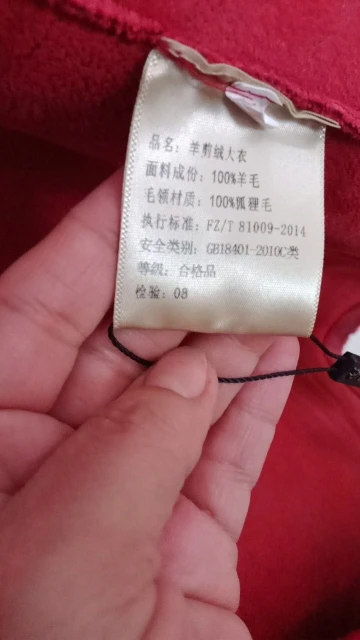 品名：羊剪绒大衣
面料成份：100%羊毛
毛领材质：100%狐狸毛
执行标准：FZ/T 81009-2014
安全类别：GB18401-2010C类
等级：合格品
检验：08